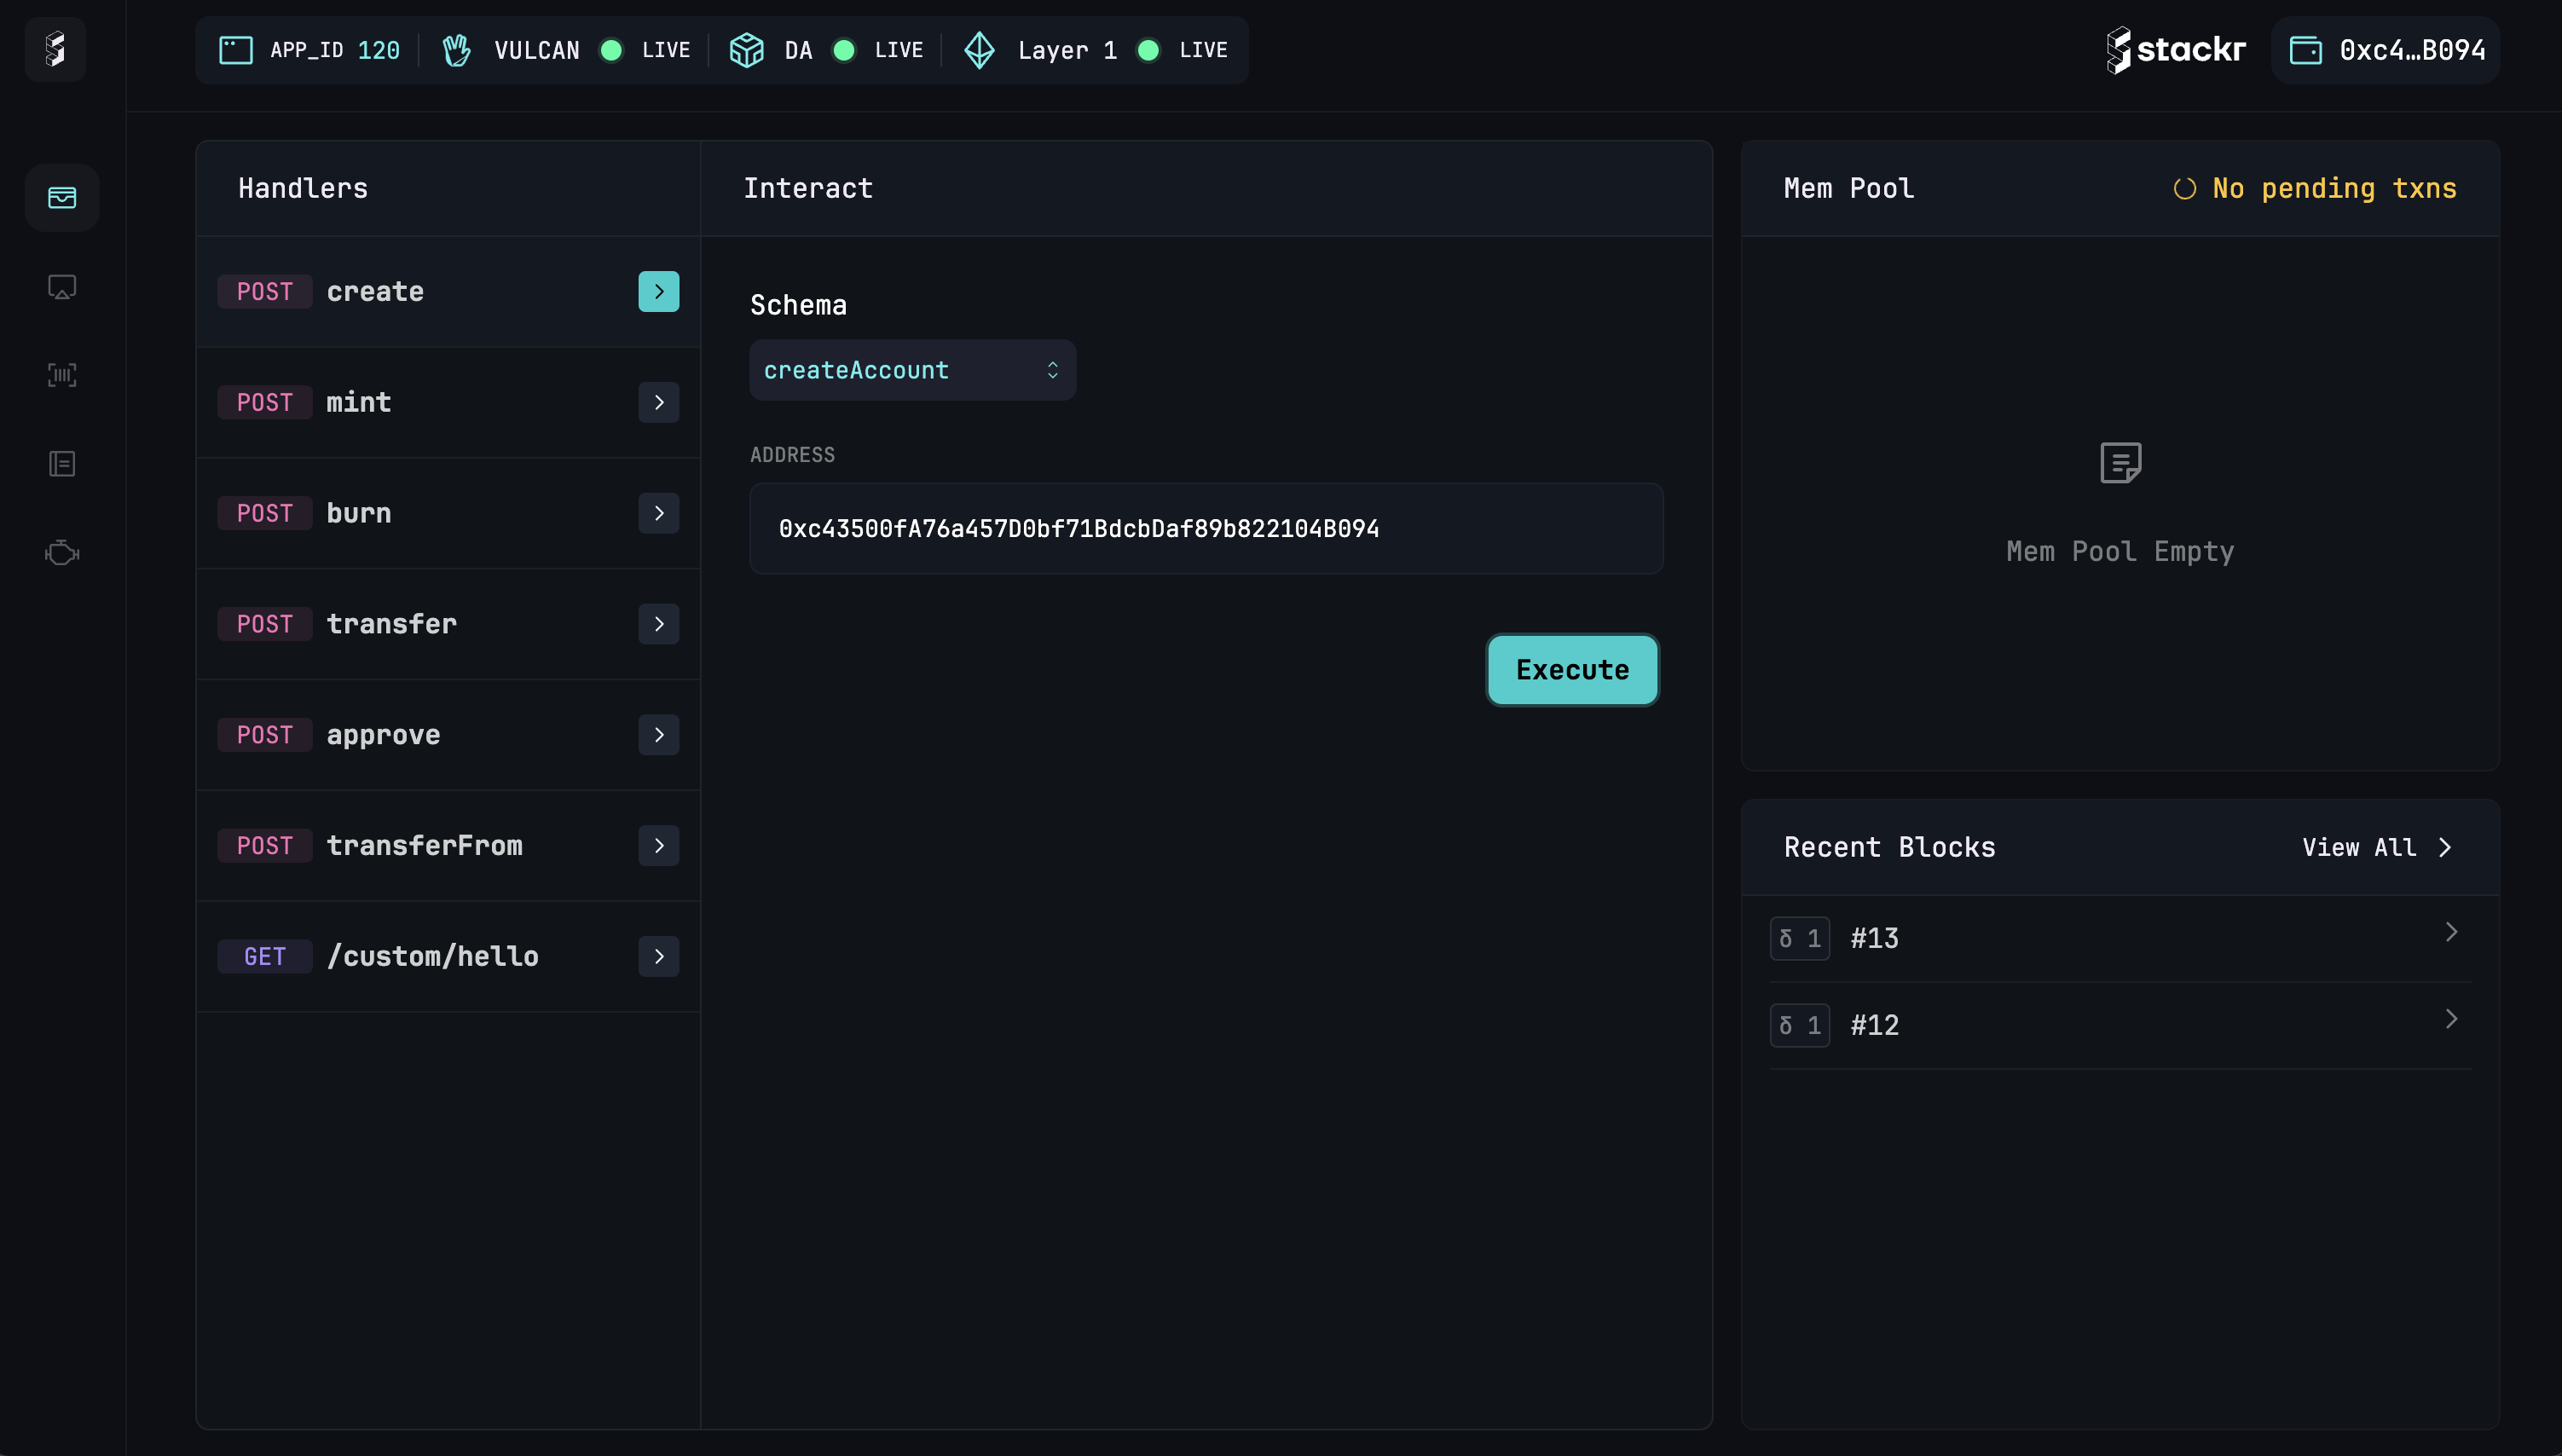 APP_ID 120
VULCAN LIVE
DA LIVE
Layer 1 LIVE
stackr
0xc4…B094
Handlers
POST create
POST mint
POST burn
POST transfer
POST approve
POST transferFrom
GET /custom/hello
Interact
Schema
createAccount
ADDRESS
0xc43500fA76a457D0bf71BdcbDaf89b822104B094
Execute
Mem Pool
No pending txns
Mem Pool Empty
Recent Blocks
View All
δ 1 #13
δ 1 #12